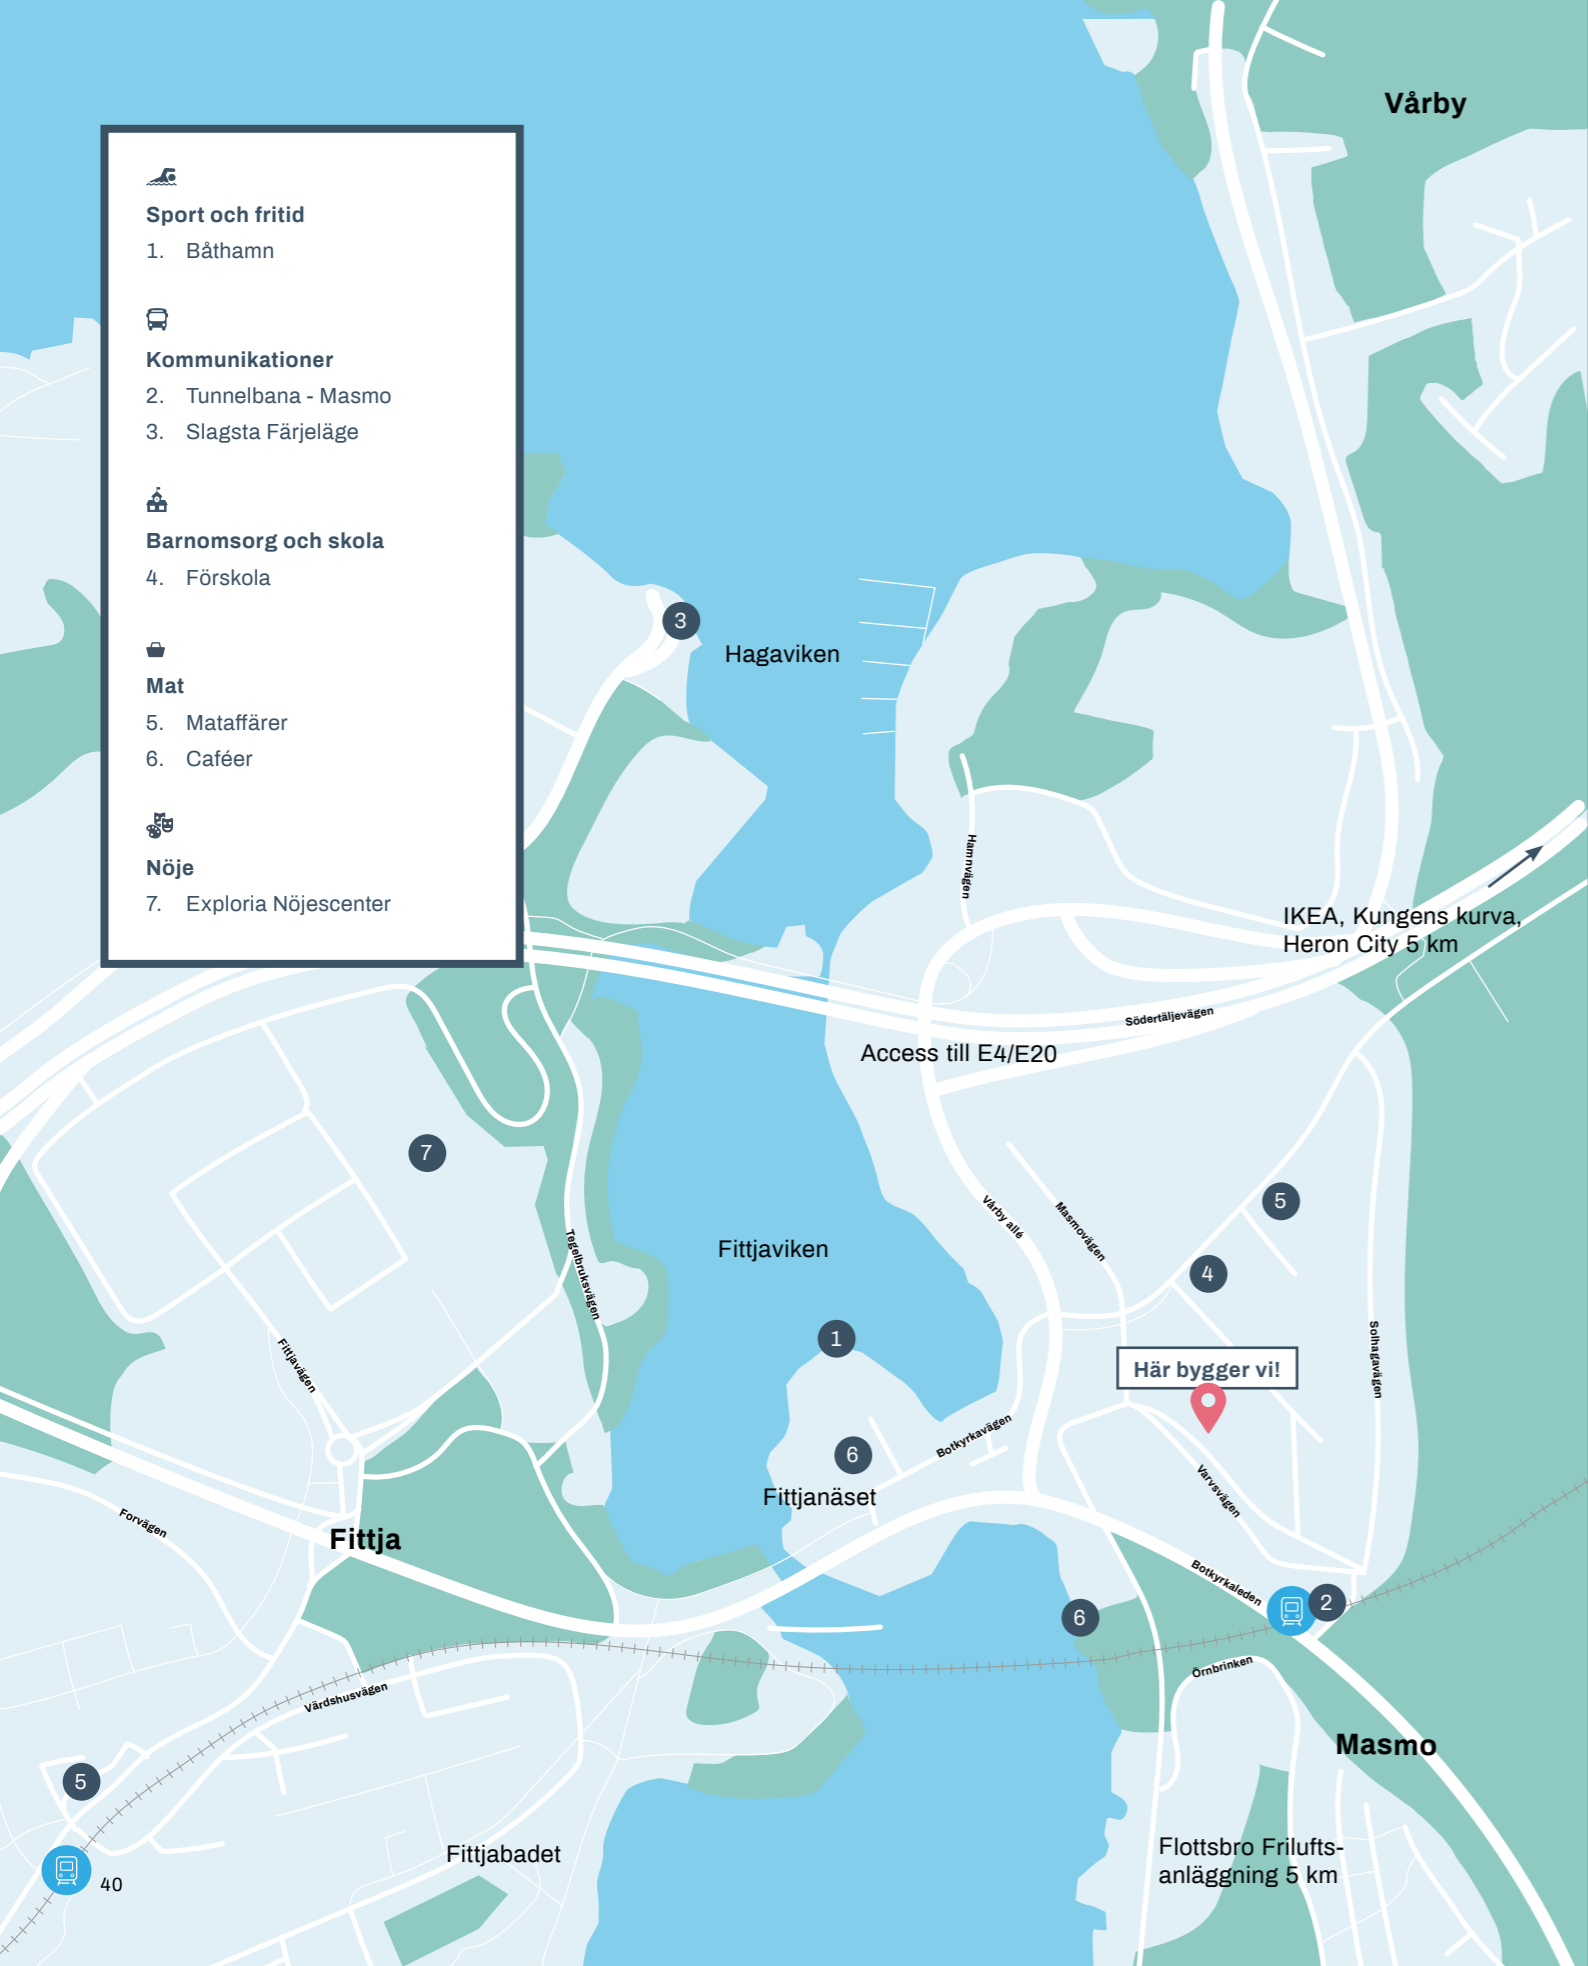 Vårby
Sport och fritid
1. Båthamn
Kommunikationer
2. Tunnelbana - Masmo
3. Slagsta Färjeläge
Barnomsorg och skola
4. Förskola
Mat
5. Mataffärer
6. Caféer
Nöje
7. Exploria Nöjescenter
3
Hagaviken
Hamnvägen
IKEA, Kungens kurva,
Heron City 5 km
Södertäljevägen
Access till E4/E20
7
Vårby allé
Masmovägen
5
Tegelbruksvägen
Fittjaviken
4
1
Fittjavägen
Solhagavägen
Här bygger vi!
Botkyrkavägen
6
Fittjanäset
Varvsvägen
Forvägen
Fittja
Botkyrkaleden
2
6
Örnbrinken
Värdshusvägen
Masmo
5
Fittjabadet
Flottsbro Frilufts-
anläggning 5 km
40